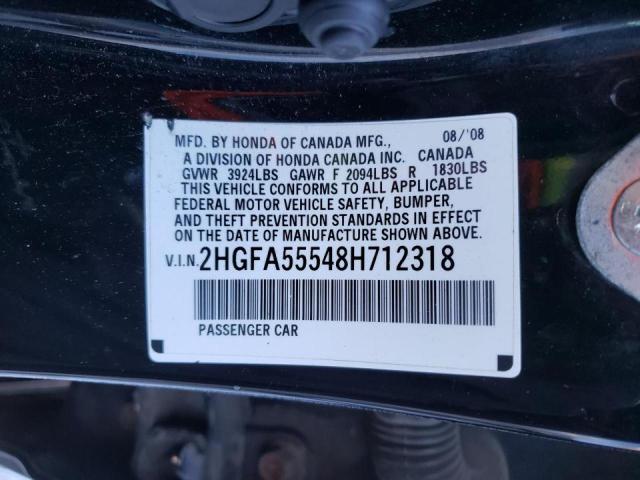 MFD. BY HONDA OF CANADA MFG., 08/'08
A DIVISION OF HONDA CANADA INC. CANADA
GVWR 3924LBS GAWR F 2094LBS R 1830LBS
THIS VEHICLE CONFORMS TO ALL APPLICABLE
FEDERAL MOTOR VEHICLE SAFETY, BUMPER,
AND THEFT PREVENTION STANDARDS IN EFFECT
ON THE DATE OF MANUFACTURE SHOWN ABOVE.
V.I.N. 2HGFA55548H712318
PASSENGER CAR